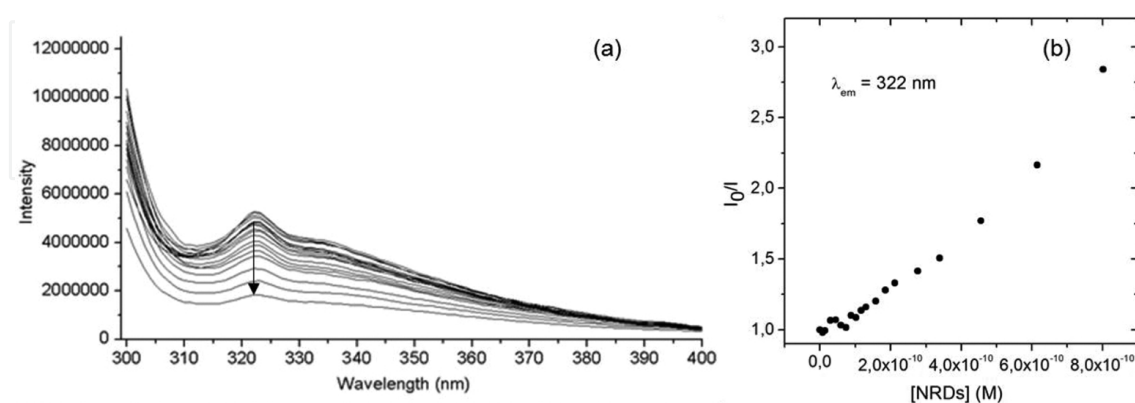 (a)
12000000
10000000
8000000
6000000
4000000
2000000
0
Intensity
300 310 320 330 340 350 360 370 380 390 400
Wavelength (nm)
(b)
λem = 322 nm
3,0
2,5
2,0
1,5
1,0
I0/I
0,0 2,0x10-10 4,0x10-10 6,0x10-10 8,0x10-10
[NRDs] (M)